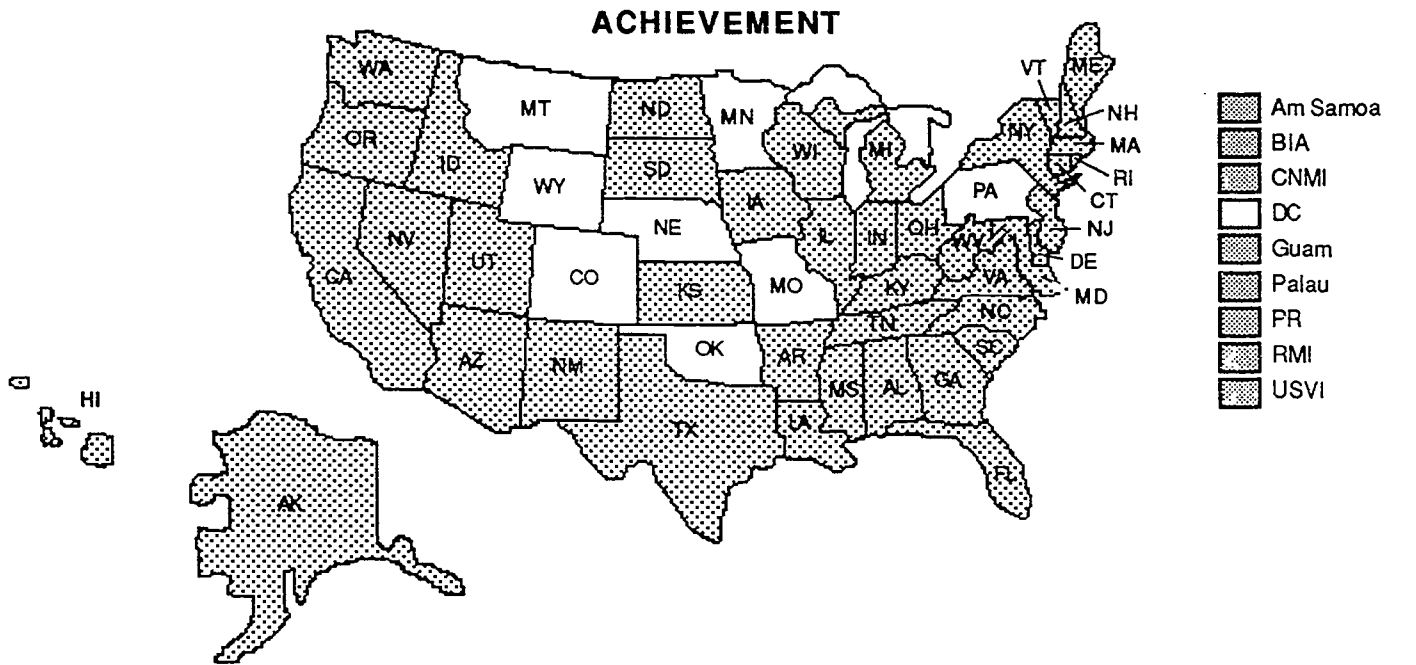 ACHIEVEMENT
WA
MT
ND
MN
VT
ME
NH
OR
ID
SD
WI
MI
NY
MA
WY
IA
PA
RI
CT
NV
NE
IL
IN
OH
WV
NJ
CA
UT
CO
KS
MO
KY
VA
DE
MD
AZ
NM
OK
AR
TN
NC
SC
MS
AL
GA
TX
LA
FL
HI
AK
Am Samoa
BIA
CNMI
DC
Guam
Palau
PR
RMI
USVI